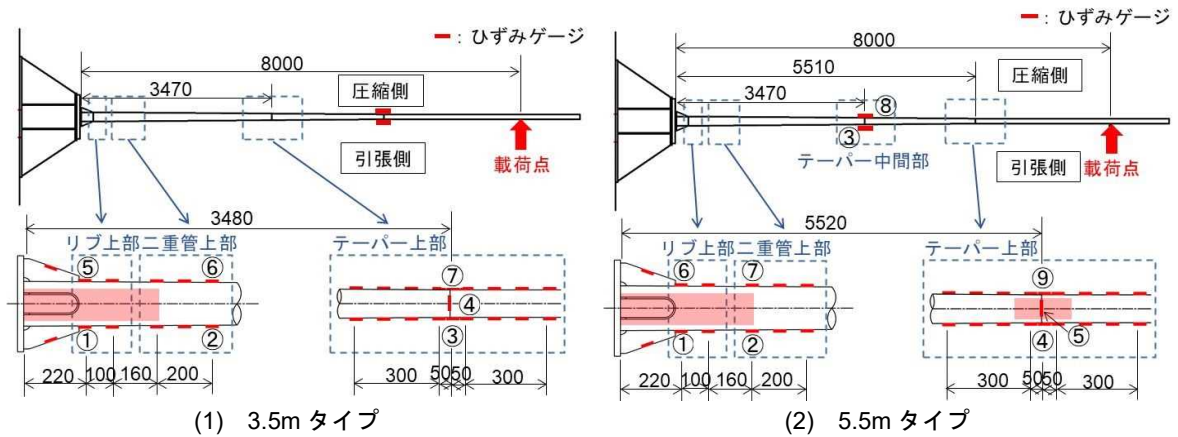 ━ : ひずみゲージ
8000
3470
圧縮側
引張側
載荷点
3480
リブ上部
二重管上部
テーパー上部
⑤
⑥
⑦
④
③
①
②
220
100
160
200
300
50
50
300
(1) 3.5m タイプ
━ : ひずみゲージ
8000
5510
圧縮側
3470
⑧
③
テーパー中間部
引張側
載荷点
5520
リブ上部
二重管上部
テーパー上部
⑥
⑦
⑨
①
②
④
⑤
220
100
160
200
300
50
50
300
(2) 5.5m タイプ